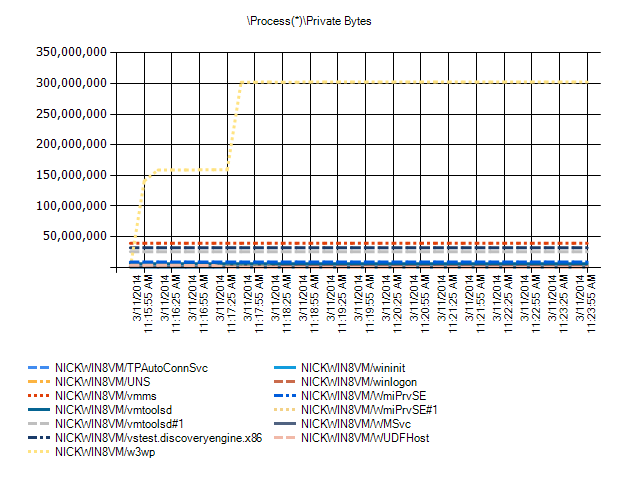 \Process(*)\Private Bytes
350,000,000
300,000,000
250,000,000
200,000,000
150,000,000
100,000,000
50,000,000
3/11/2014 11:15:55 AM
3/11/2014 11:16:25 AM
3/11/2014 11:16:55 AM
3/11/2014 11:17:25 AM
3/11/2014 11:17:55 AM
3/11/2014 11:18:25 AM
3/11/2014 11:18:55 AM
3/11/2014 11:19:25 AM
3/11/2014 11:19:55 AM
3/11/2014 11:20:25 AM
3/11/2014 11:20:55 AM
3/11/2014 11:21:25 AM
3/11/2014 11:21:55 AM
3/11/2014 11:22:25 AM
3/11/2014 11:22:55 AM
3/11/2014 11:23:25 AM
3/11/2014 11:23:55 AM
NICKWIN8VM/TPAutoConnSvc
NICKWIN8VM/UNS
NICKWIN8VM/vmms
NICKWIN8VM/vmtoolsd
NICKWIN8VM/vmtoolsd#1
NICKWIN8VM/vstest.discoveryengine.x86
NICKWIN8VM/w3wp
NICKWIN8VM/wininit
NICKWIN8VM/winlogon
NICKWIN8VM/WmiPrvSE
NICKWIN8VM/WmiPrvSE#1
NICKWIN8VM/WMSvc
NICKWIN8VM/WUDFHost